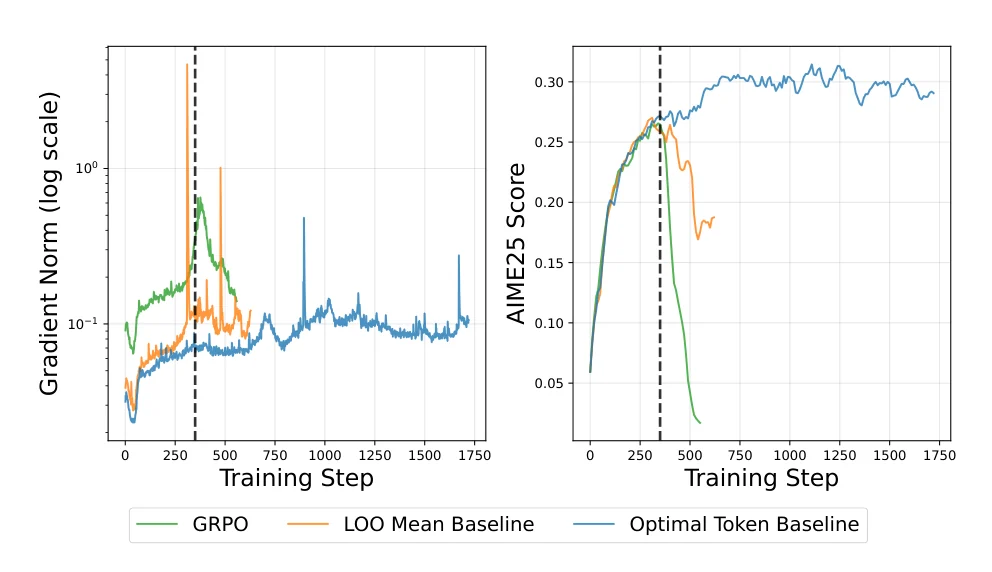 Gradient Norm (log scale)
10^0
10^-1
0 250 500 750 1000 1250 1500 1750
Training Step
AIME25 Score
0.30
0.25
0.20
0.15
0.10
0.05
0 250 500 750 1000 1250 1500 1750
Training Step
GRPO LOO Mean Baseline Optimal Token Baseline